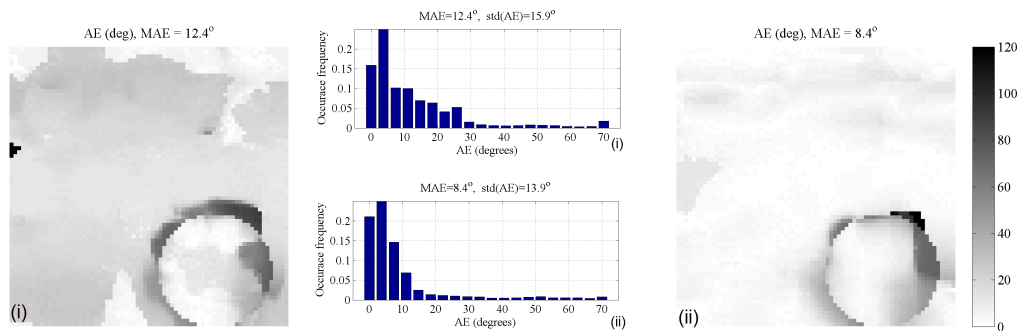 AE (deg), MAE = 12.4°
(i)
MAE=12.4°, std(AE)=15.9°
Occurace frequency
0.2
0.15
0.1
0.05
0
0 10 20 30 40 50 60 70
AE (degrees)
(i)
MAE=8.4°, std(AE)=13.9°
Occurace frequency
0.2
0.15
0.1
0.05
0
0 10 20 30 40 50 60 70
AE (degrees)
(ii)
AE (deg), MAE = 8.4°
(ii)
120
100
80
60
40
20
0